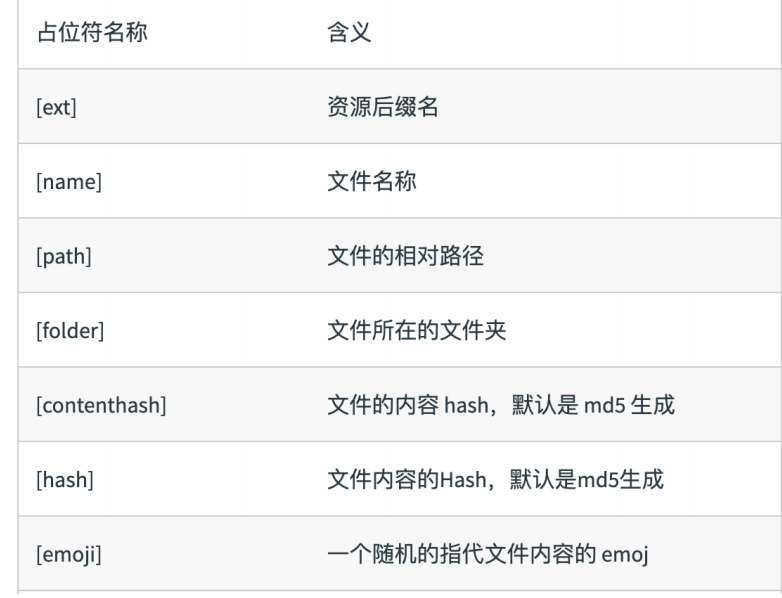 占位符名称 含义
[ext] 资源后缀名
[name] 文件名称
[path] 文件的相对路径
[folder] 文件所在的文件夹
[contenthash] 文件的内容 hash，默认是 md5 生成
[hash] 文件内容的Hash，默认是md5生成
[emoji] 一个随机的指代文件内容的 emoj